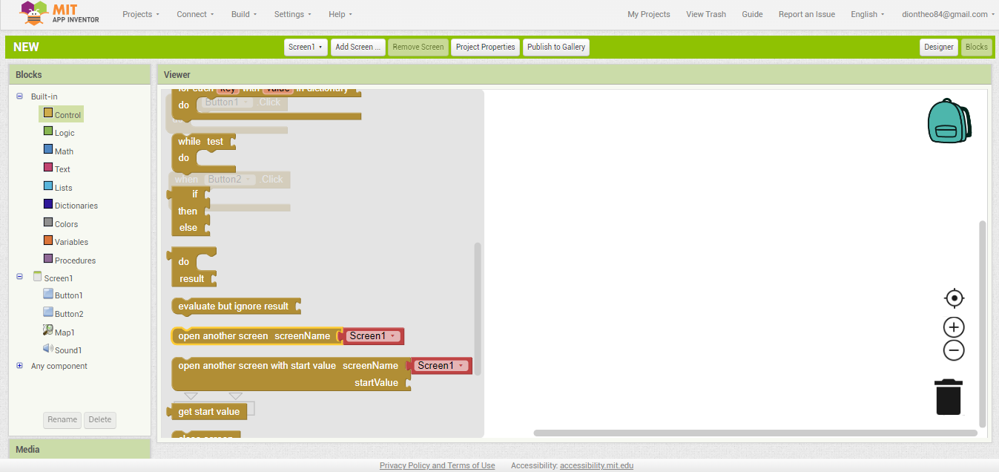 MIT
APP INVENTOR
Projects Connect Build Settings Help My Projects View Trash Guide Report an Issue English diontheo84@gmail.com
NEW Screen1 Add Screen ... Remove Screen Project Properties Publish to Gallery Designer Blocks
Blocks
Built-in
Control
Logic
Math
Text
Lists
Dictionaries
Colors
Variables
Procedures
Screen1
Button1
Button2
Map1
Sound1
Any component
Rename Delete
Media
Viewer
for each key with value in dictionary
do
Button1 .Click
do
while test
do
when Button2 .Click
if
then
else
do
result
evaluate but ignore result
open another screen screenName Screen1
open another screen with start value screenName Screen1
startValue
get start value
close screen
Privacy Policy and Terms of Use Accessibility: accessibility.mit.edu